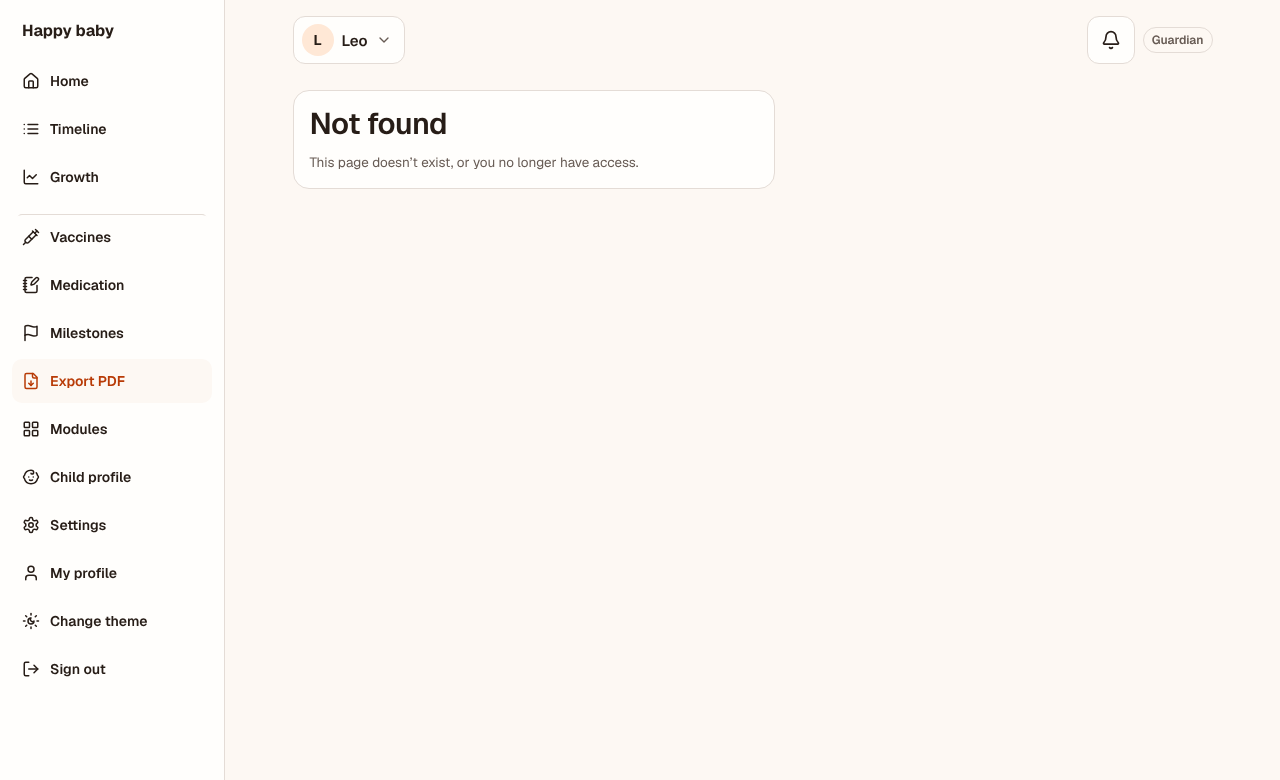 Happy baby
Home
Timeline
Growth
Vaccines
Medication
Milestones
Export PDF
Modules
Child profile
Settings
My profile
Change theme
Sign out
L
Leo
Guardian
Not found
This page doesn't exist, or you no longer have access.